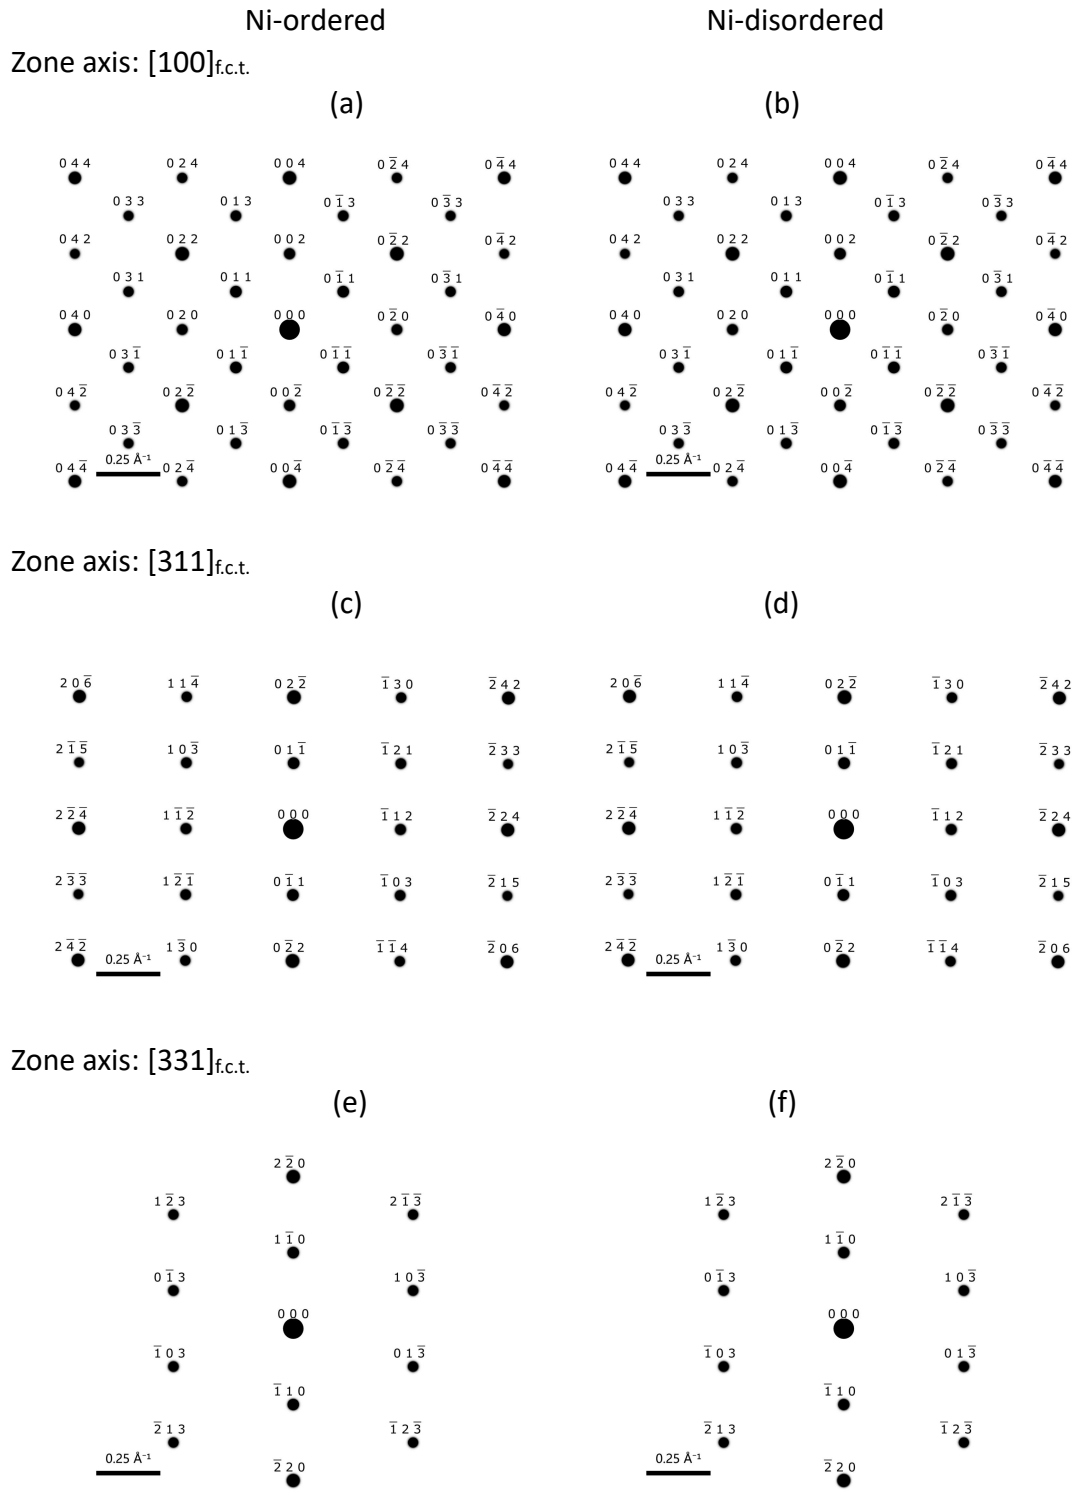 Ni-ordered Ni-disordered
Zone axis: [100]f.c.t.
(a) (b)
0 4 4 0 2 4 0 0 4 0 2̅ 4 0 4̅ 4 0 4 4 0 2 4 0 0 4 0 2̅ 4 0 4̅ 4
0 3 3 0 1 3 0 1̅ 3 0 3̅ 3 0 3 3 0 1 3 0 1̅ 3 0 3̅ 3
0 4 2 0 2 2 0 0 2 0 2̅ 2 0 4̅ 2 0 4 2 0 2 2 0 0 2 0 2̅ 2 0 4̅ 2
0 3 1 0 1 1 0 1̅ 1 0 3̅ 1 0 3 1 0 1 1 0 1̅ 1 0 3̅ 1
0 4 0 0 2 0 0 0 0 0 2̅ 0 0 4̅ 0 0 4 0 0 2 0 0 0 0 0 2̅ 0 0 4̅ 0
0 3 1̅ 0 1 1̅ 0 1̅ 1̅ 0 3̅ 1̅ 0 3 1̅ 0 1 1̅ 0 1̅ 1̅ 0 3̅ 1̅
0 4 2̅ 0 2 2̅ 0 0 2̅ 0 2̅ 2̅ 0 4̅ 2̅ 0 4 2̅ 0 2 2̅ 0 0 2̅ 0 2̅ 2̅ 0 4̅ 2̅
0 3 3̅ 0 1 3̅ 0 1̅ 3̅ 0 3̅ 3̅ 0 3 3̅ 0 1 3̅ 0 1̅ 3̅ 0 3̅ 3̅
0.25 Å⁻¹ 0.25 Å⁻¹
0 4 4̅ 0 2 4̅ 0 0 4̅ 0 2̅ 4̅ 0 4̅ 4̅ 0 4 4̅ 0 2 4̅ 0 0 4̅ 0 2̅ 4̅ 0 4̅ 4̅
Zone axis: [311]f.c.t.
(c) (d)
2 0 6̅ 1 1 4̅ 0 2 2̅ 1̅ 3 0 2̅ 4 2 2 0 6̅ 1 1 4̅ 0 2 2̅ 1̅ 3 0 2̅ 4 2
2 1̅ 5̅ 1 0 3̅ 0 1 1̅ 1̅ 2 1 2̅ 3 3 2 1̅ 5̅ 1 0 3̅ 0 1 1̅ 1̅ 2 1 2̅ 3 3
2 2̅ 4̅ 1 1̅ 2̅ 0 0 0 1̅ 1 2 2̅ 2 4 2 2̅ 4̅ 1 1̅ 2̅ 0 0 0 1̅ 1 2 2̅ 2 4
2 3̅ 3̅ 1 2̅ 1̅ 0 1̅ 1 1̅ 0 3 2̅ 1 5 2 3̅ 3̅ 1 2̅ 1̅ 0 1̅ 1 1̅ 0 3 2̅ 1 5
2 4̅ 2̅ 1 3̅ 0 0 2̅ 2 1̅ 1̅ 4 2̅ 0 6 2 4̅ 2̅ 1 3̅ 0 0 2̅ 2 1̅ 1̅ 4 2̅ 0 6
0.25 Å⁻¹ 0.25 Å⁻¹
Zone axis: [331]f.c.t.
(e) (f)
2 2̅ 0 2 2̅ 0
1 2̅ 3 2 1̅ 3̅ 1 2̅ 3 2 1̅ 3̅
1 1̅ 0 1 1̅ 0
0 1̅ 3 1 0 3̅ 0 1̅ 3 1 0 3̅
0 0 0 0 0 0
1̅ 0 3 0 1 3̅ 1̅ 0 3 0 1 3̅
1̅ 1 0 1̅ 1 0
2̅ 1 3 1̅ 2 3̅ 2̅ 1 3 1̅ 2 3̅
0.25 Å⁻¹ 0.25 Å⁻¹
2̅ 2 0 2̅ 2 0